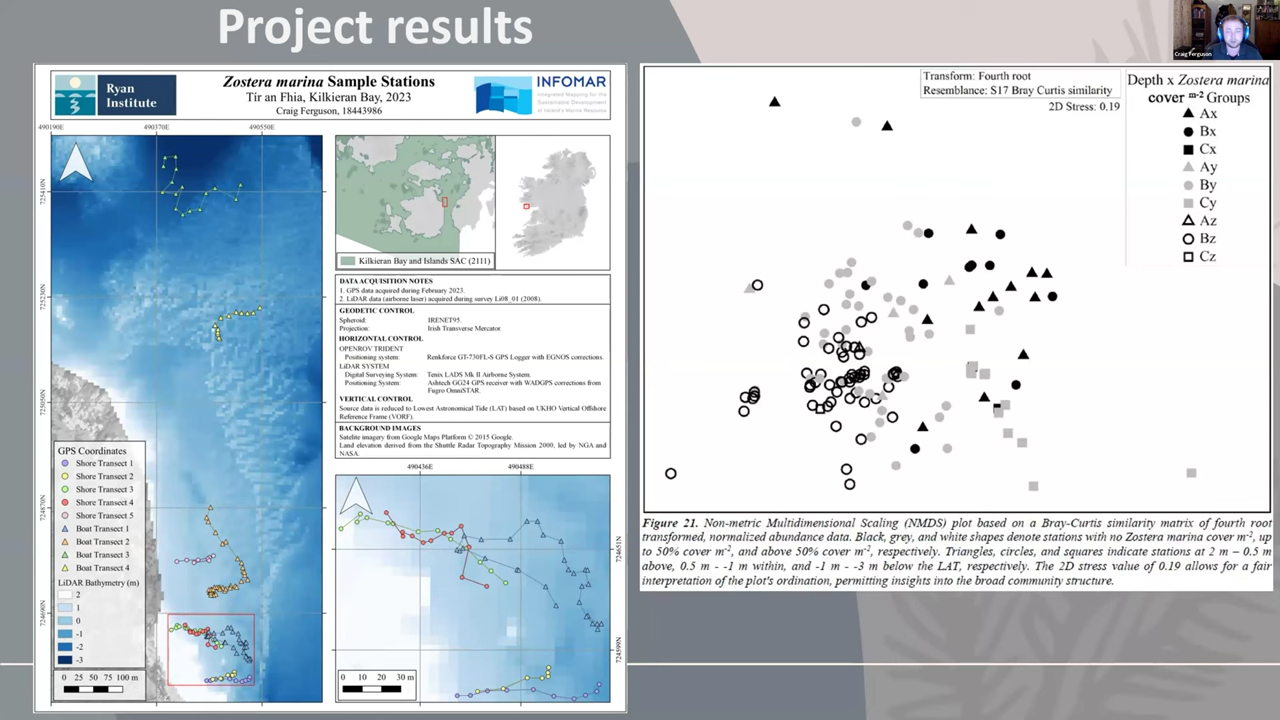 Project results
Craig Ferguson
Ryan
Institute
Zostera marina Sample Stations
Tír an Fhia, Kilkieran Bay, 2023
Craig Ferguson, 18443986
INFOMAR
490190E
490370E
490550E
725410N
725230N
725050N
724870N
724690N
GPS Coordinates
Shore Transect 1
Shore Transect 2
Shore Transect 3
Shore Transect 4
Shore Transect 5
Boat Transect 1
Boat Transect 2
Boat Transect 3
Boat Transect 4
LiDAR Bathymetry (m)
2
1
0
-1
-2
-3
0 25 50 75 100 m
Kilkieran Bay and Islands SAC (2111)
DATA ACQUISITION NOTES
1. GPS data acquired during February 2023.
2. LiDAR data (airborne laser) acquired during survey Li08_01 (2008).
GEODETIC CONTROL
Spheroid: IRENET95.
Projection: Irish Transverse Mercator.
HORIZONTAL CONTROL
OPENROV TRIDENT
Positioning system: Renkforce GT-730FL-S GPS Logger with EGNOS corrections.
LiDAR SYSTEM
Digital Surveying System: Tenix LADS Mk II Airborne System.
Positioning System: Ashtech GG24 GPS receiver with WADGPS corrections from
Fugro OmniSTAR.
VERTICAL CONTROL
Source data is reduced to Lowest Astronomical Tide (LAT) based on UKHO Vertical Offshore
Reference Frame (VORF).
BACKGROUND IMAGES
Satellite imagery from Google Maps Platform © 2015 Google.
Land elevation derived from the Shuttle Radar Topography Mission 2000, led by NGA and
NASA.
490436E
490488E
724651N
724599N
0 10 20 30 m
Transform: Fourth root
Resemblance: S17 Bray Curtis similarity
2D Stress: 0.19
Depth x Zostera marina
cover m-2 Groups
Ax
Bx
Cx
Ay
By
Cy
Az
Bz
Cz
Figure 21. Non-metric Multidimensional Scaling (NMDS) plot based on a Bray-Curtis similarity matrix of fourth root
transformed, normalized abundance data. Black, grey, and white shapes denote stations with no Zostera marina cover m-2, up
to 50% cover m-2, and above 50% cover m-2, respectively. Triangles, circles, and squares indicate stations at 2 m – 0.5 m
above, 0.5 m - -1 m within, and -1 m - -3 m below the LAT, respectively. The 2D stress value of 0.19 allows for a fair
interpretation of the plot's ordination, permitting insights into the broad community structure.